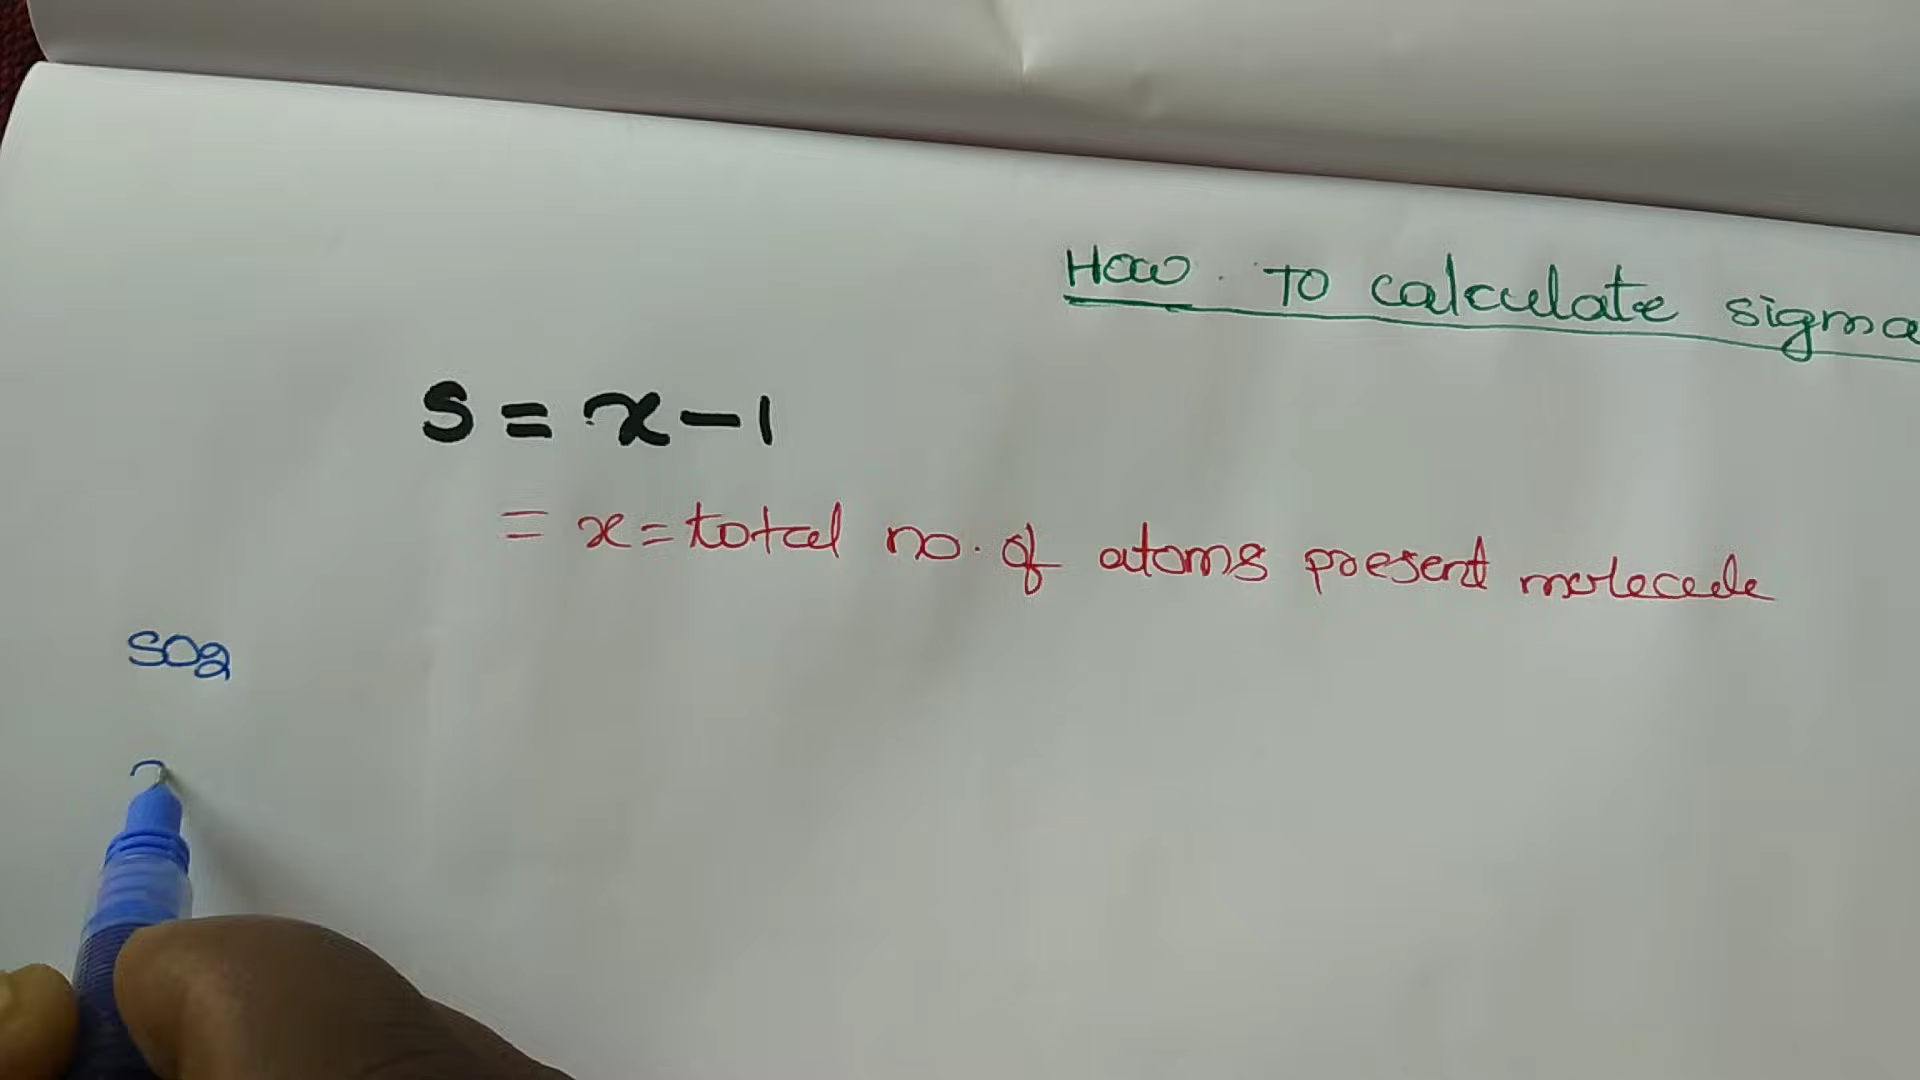 How To calculate sigma
S = x - 1
= x = total no. of atoms present molecule
SO2